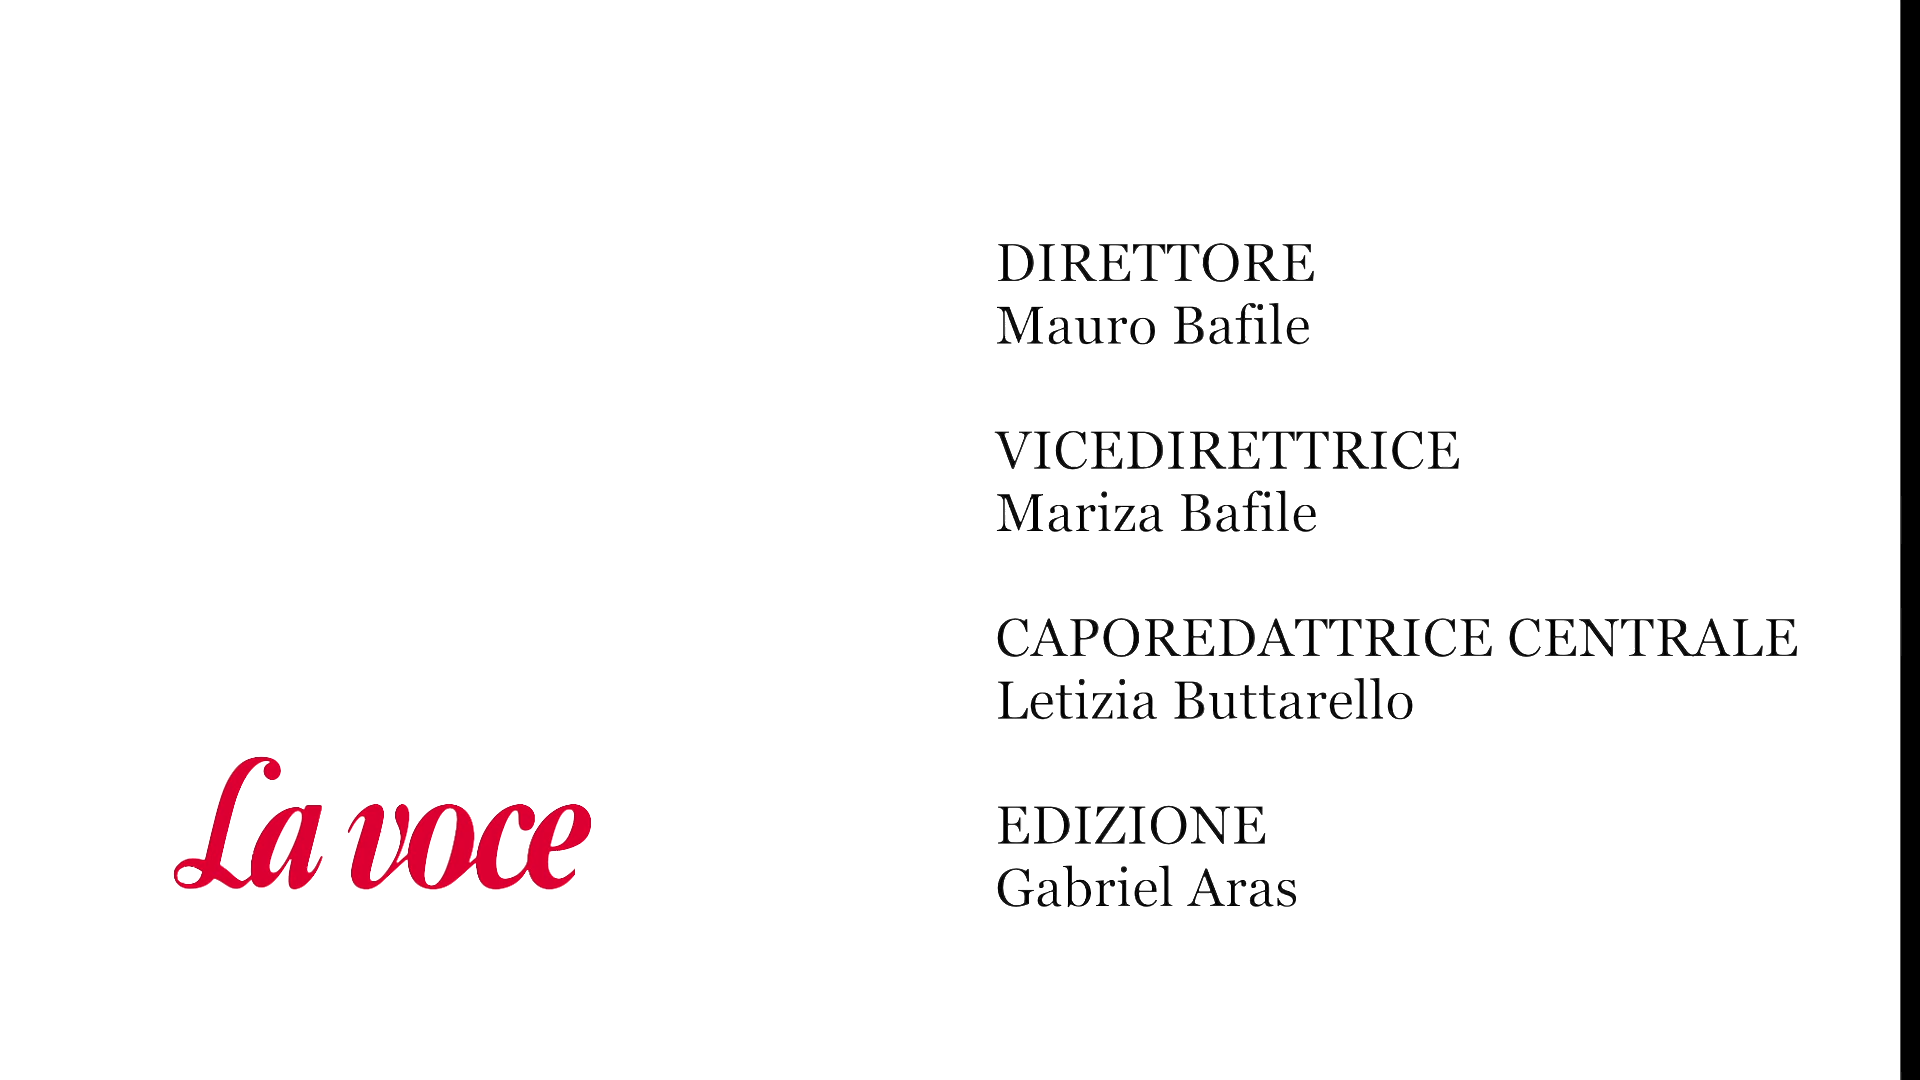 DIRETTORE
Mauro Bafile
VICEDIRETTRICE
Mariza Bafile
CAPOREDATTRICE CENTRALE
Letizia Buttarello
EDIZIONE
Gabriel Aras
La voce